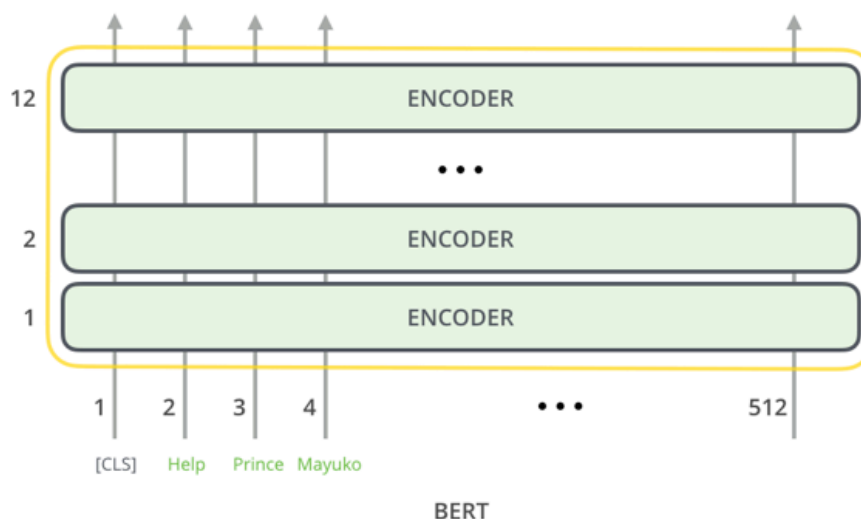 12 ENCODER
...
2 ENCODER
1 ENCODER
1 2 3 4 ... 512
[CLS] Help Prince Mayuko
BERT